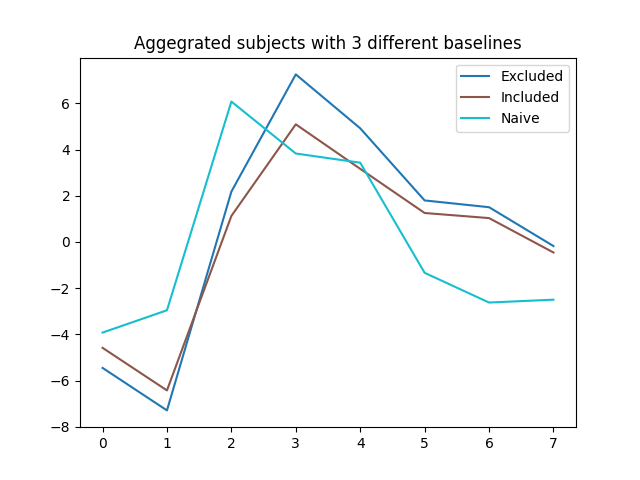 Aggegrated subjects with 3 different baselines
Excluded
Included
Naive
6
4
2
0
−2
−4
−6
−8
0 1 2 3 4 5 6 7